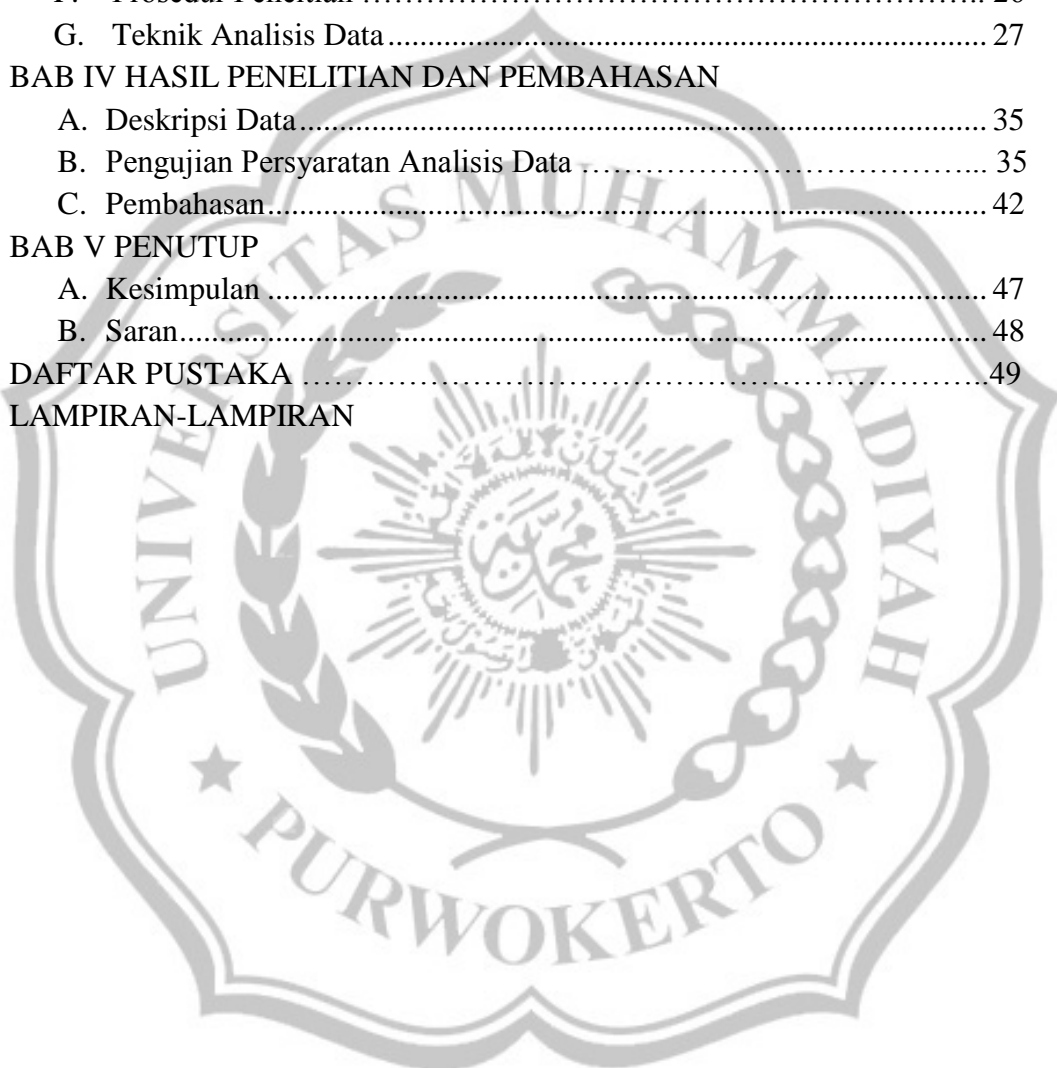 G. Teknik Analisis Data ........................................................................... 27
BAB IV HASIL PENELITIAN DAN PEMBAHASAN
A. Deskripsi Data ...................................................................................... 35
B. Pengujian Persyaratan Analisis Data ……………………………... 35
C. Pembahasan .......................................................................................... 42
BAB V PENUTUP
A. Kesimpulan .......................................................................................... 47
B. Saran ..................................................................................................... 48
DAFTAR PUSTAKA ………………………………………………………..49
LAMPIRAN-LAMPIRAN
UNIVERSITAS MUHAMMADIYAH
PURWOKERTO